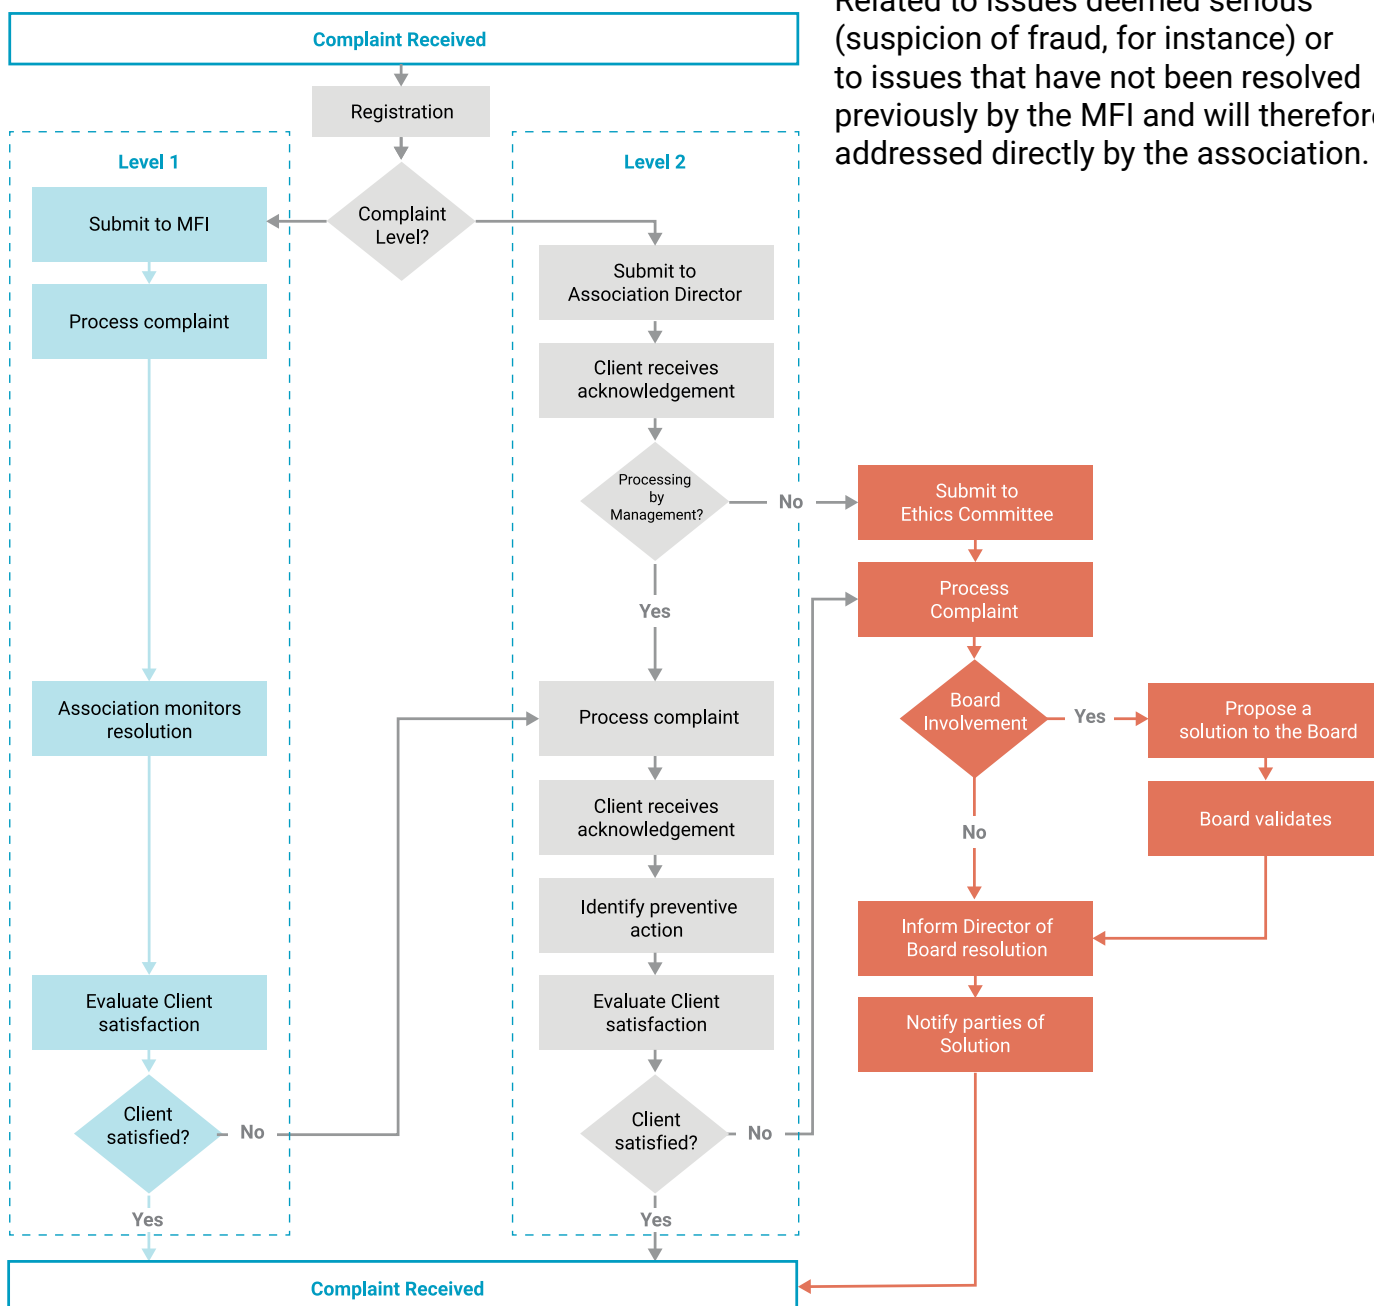 Related to issues deemed serious
(suspicion of fraud, for instance) or
to issues that have not been resolved
previously by the MFI and will therefore
addressed directly by the association.
Complaint Received
Registration
Complaint
Level?
Level 1
Submit to MFI
Process complaint
Association monitors
resolution
Evaluate Client
satisfaction
Client
satisfied?
No
Yes
Level 2
Submit to
Association Director
Client receives
acknowledgement
Processing
by
Management?
No
Yes
Process complaint
Client receives
acknowledgement
Identify preventive
action
Evaluate Client
satisfaction
Client
satisfied?
No
Yes
Submit to
Ethics Committee
Process
Complaint
Board
Involvement
Yes
No
Propose a
solution to the Board
Board validates
Inform Director of
Board resolution
Notify parties of
Solution
Complaint Received